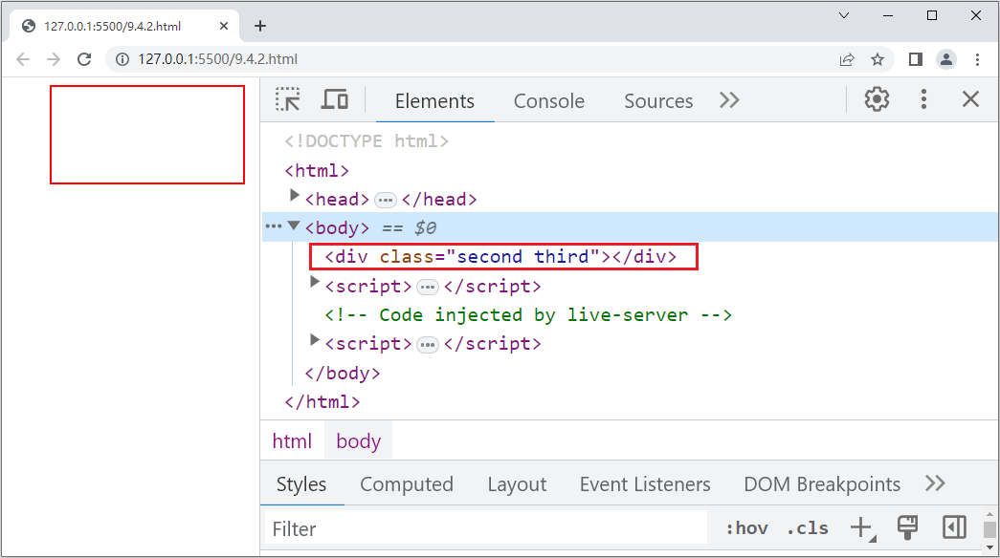 127.0.0.1:5500/9.4.2.html
127.0.0.1:5500/9.4.2.html
Elements Console Sources
<!DOCTYPE html>
<html>
<head> ... </head>
<body> == $0
<div class="second third"></div>
<script> ... </script>
<!-- Code injected by live-server -->
<script> ... </script>
</body>
</html>
html body
Styles Computed Layout Event Listeners DOM Breakpoints
Filter :hov .cls